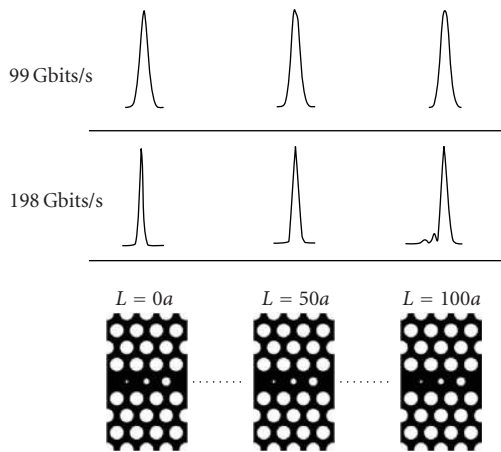 99 Gbits/s
198 Gbits/s
L = 0a L = 50a L = 100a